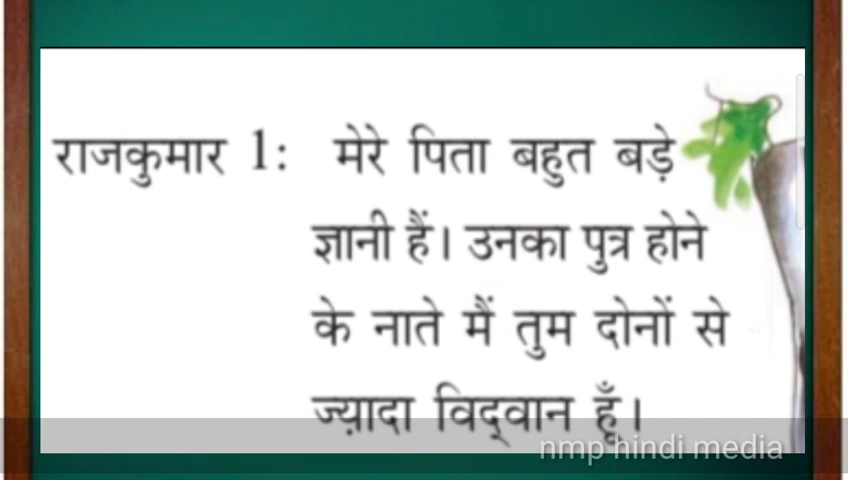 राजकुमार 1: मेरे पिता बहुत बड़े
ज्ञानी हैं। उनका पुत्र होने
के नाते मैं तुम दोनों से
ज़्यादा विद्‌वान हूँ।
nmp hindi media